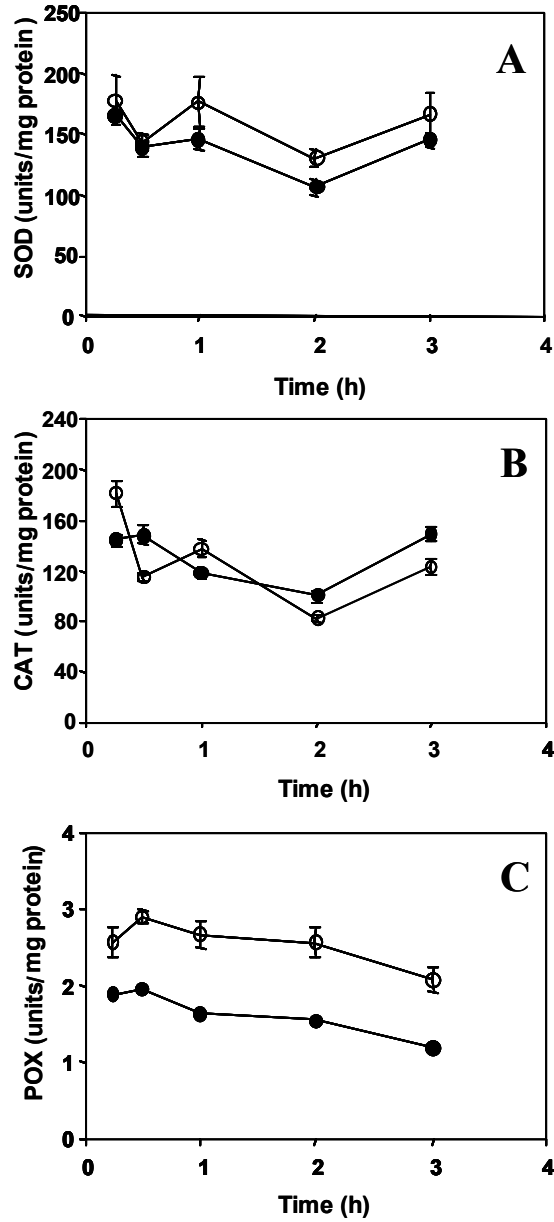 A
SOD (units/mg protein)
250
200
150
100
50
0
0 1 2 3 4
Time (h)
B
CAT (units/mg protein)
240
200
160
120
80
40
0
0 1 2 3 4
Time (h)
C
POX (units/mg protein)
4
3
2
1
0
0 1 2 3 4
Time (h)